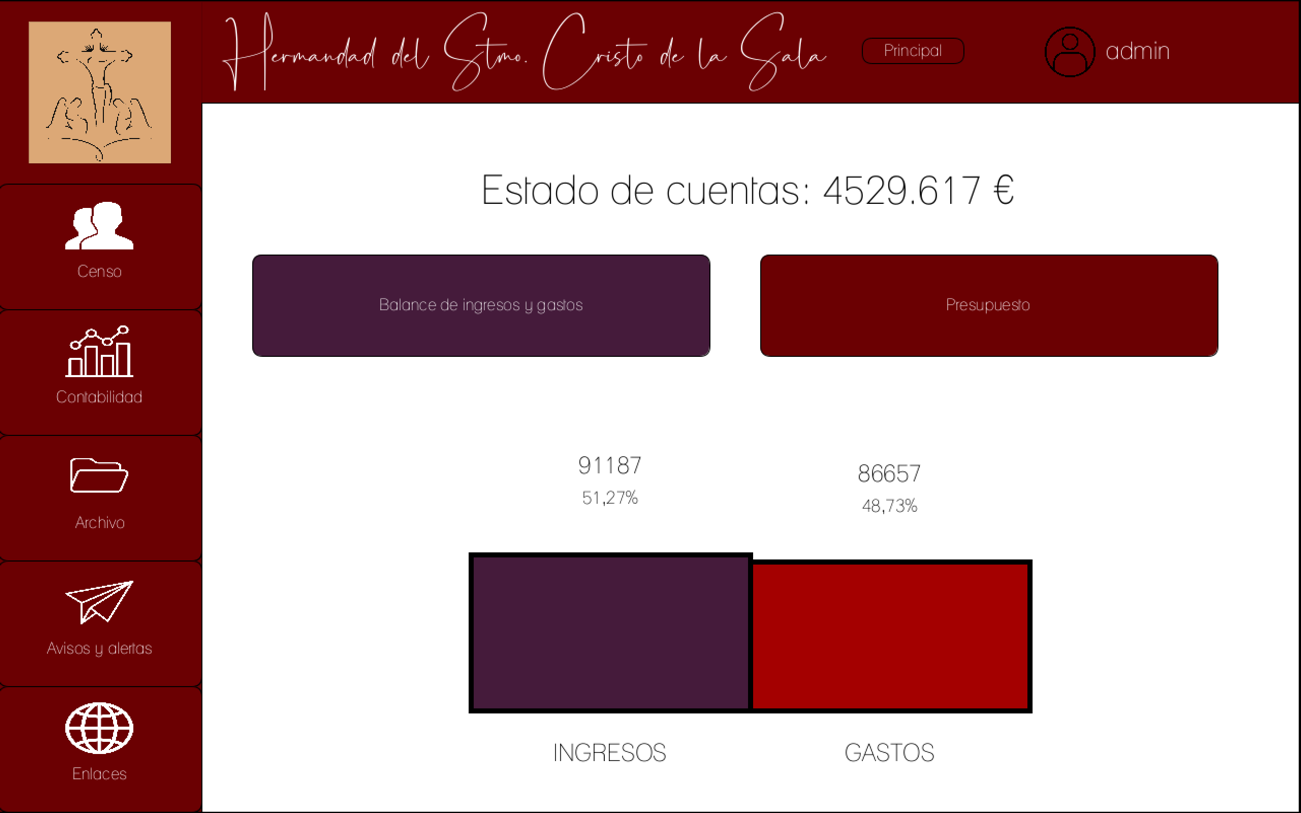 Hermandad del Stmo. Cristo de la Sala
Principal
admin
Censo
Contabilidad
Archivo
Avisos y alertas
Enlaces
Estado de cuentas: 4529.617 €
Balance de ingresos y gastos
Presupuesto
91187
51,27%
86657
48,73%
INGRESOS
GASTOS